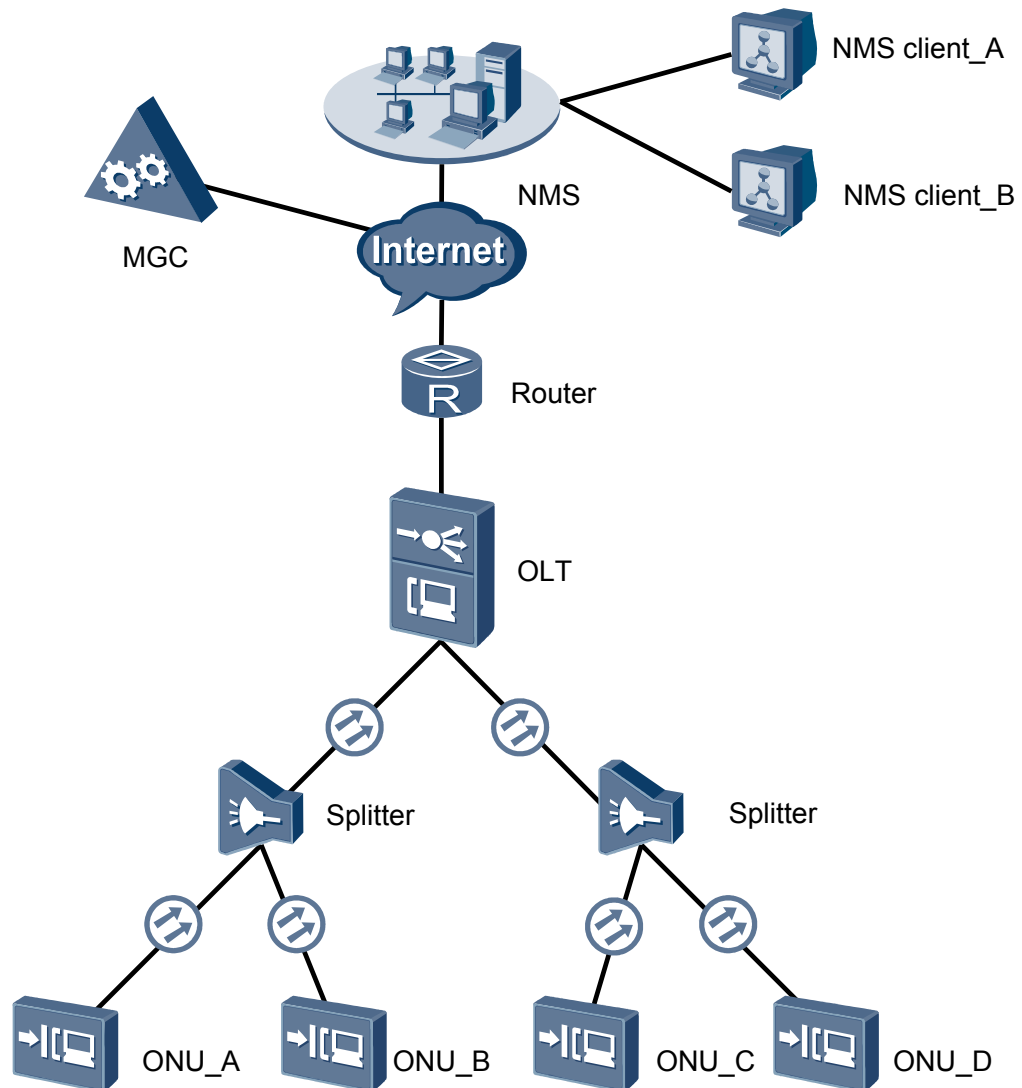 NMS client_A
NMS client_B
NMS
MGC
Internet
Router
R
OLT
Splitter
Splitter
ONU_A
ONU_B
ONU_C
ONU_D